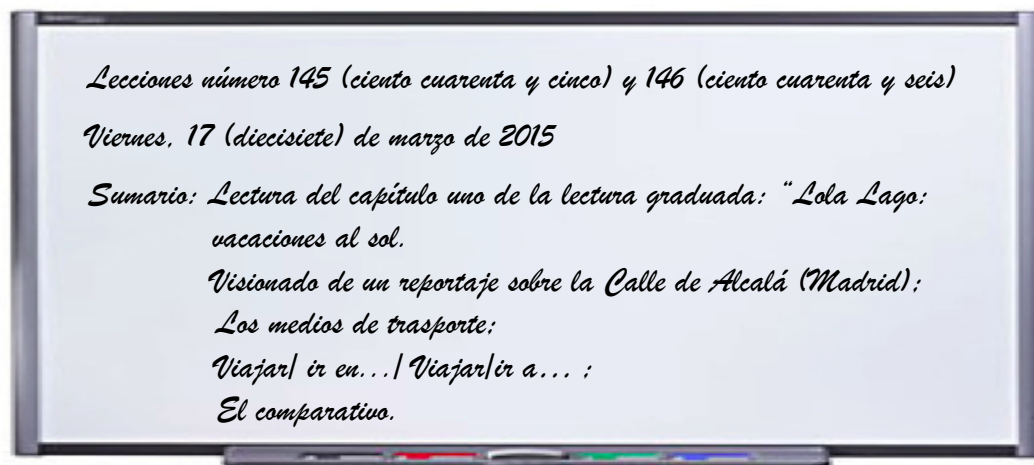 Lecciones número 145 (ciento cuarenta y cinco) y 146 (ciento cuarenta y seis)
Viernes, 17 (diecisiete) de marzo de 2015
Sumario: Lectura del capítulo uno de la lectura graduada: “Lola Lago:
vacaciones al sol.
Visionado de un reportaje sobre la Calle de Alcalá (Madrid);
Los medios de trasporte;
Viajar/ ir en.../ Viajar/ir a... ;
El comparativo.